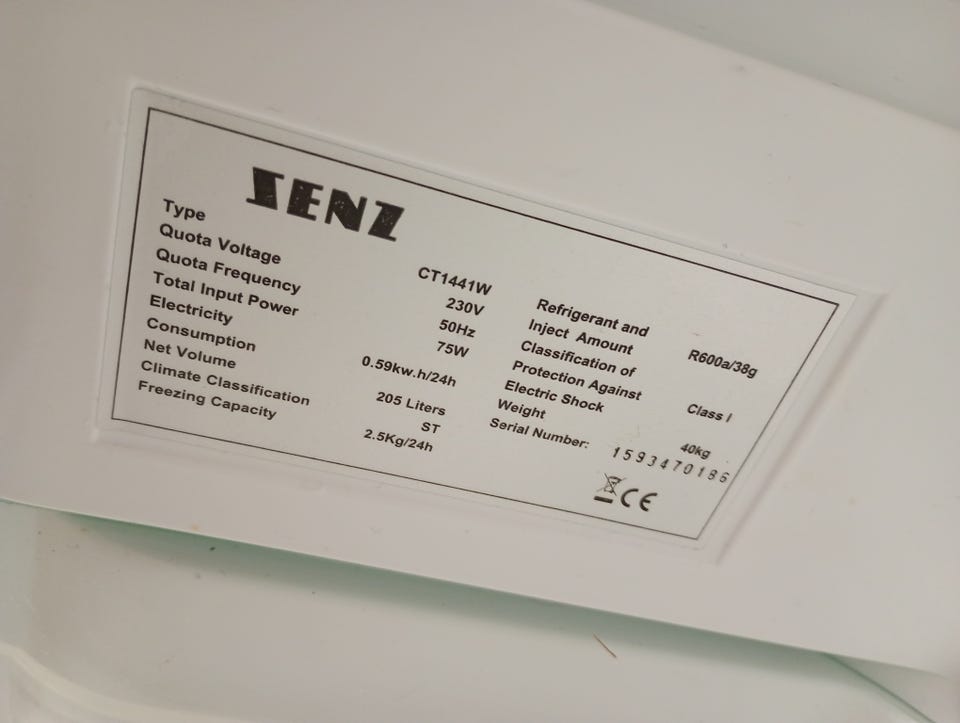 SENZ
Type CT1441W
Quota Voltage 230V
Quota Frequency 50Hz
Total Input Power 75W
Electricity
Consumption 0.59kw.h/24h
Net Volume 205 Liters
Climate Classification ST
Freezing Capacity 2.5Kg/24h
Refrigerant and
Inject Amount R600a/38g
Classification of
Protection Against
Electric Shock Class I
Weight 40kg
Serial Number: 1593470186
CE